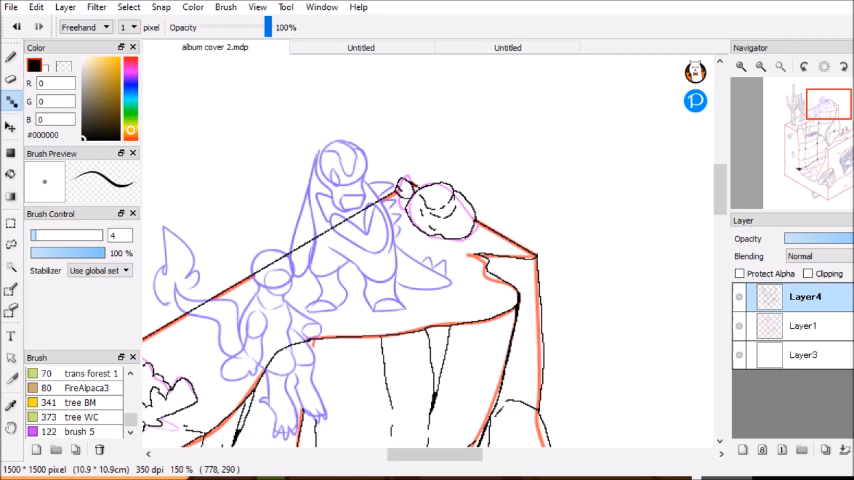 File Edit Layer Filter Select Snap Color Brush View Tool Window Help
Freehand 1 pixel Opacity 100%
album cover 2.mdp Untitled Untitled
Color
R 0
G 0
B 0
#000000
Brush Preview
Brush Control
4
100 %
Stabilizer Use global set
Brush
70 trans forest 1
80 FireAlpaca3
341 tree BM
373 tree WC
122 brush 5
1500 * 1500 pixel (10.9 * 10.9cm) 350 dpi 150 % ( 778, 290 )
Navigator
Layer
Opacity
Blending Normal
Protect Alpha Clipping
Layer4
Layer1
Layer3